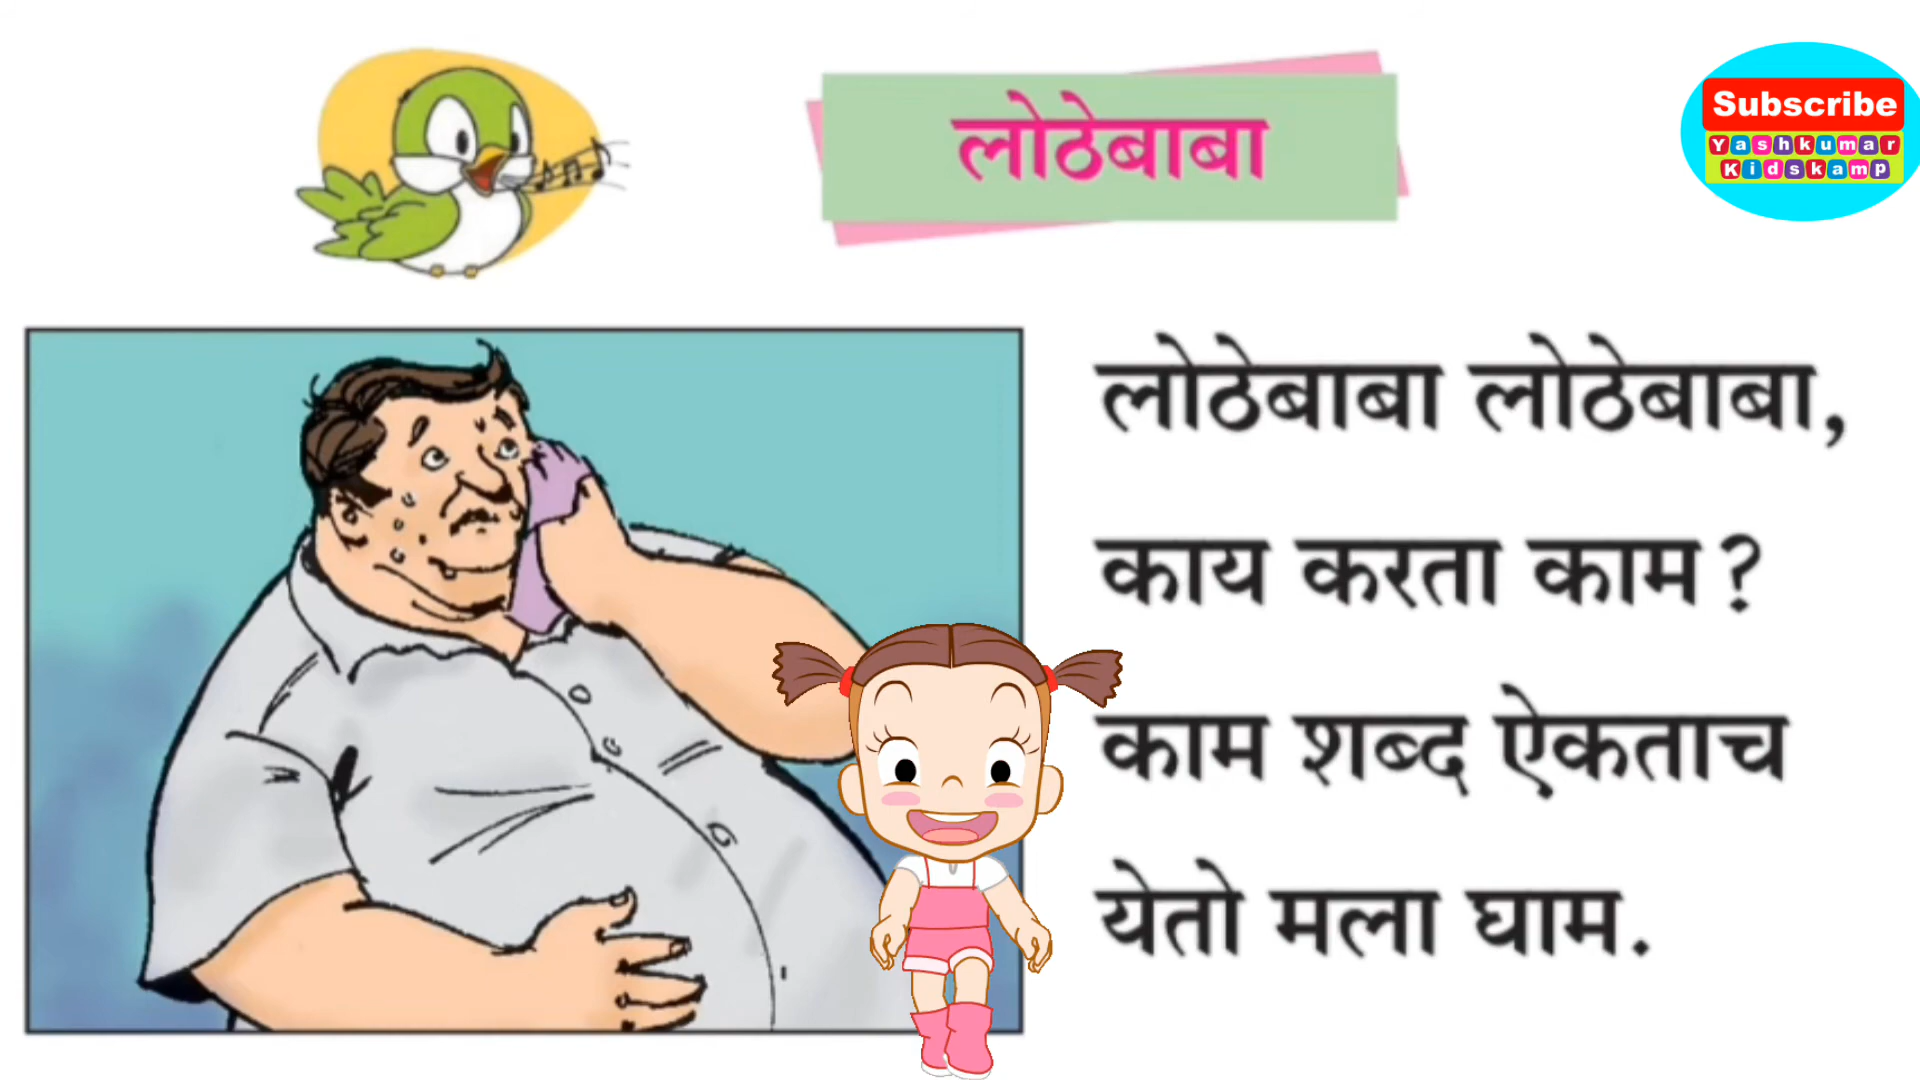 लोठेबाबा
Subscribe
Yashkumar
Kidskamp
लोठेबाबा लोठेबाबा,
काय करता काम?
काम शब्द ऐकताच
येतो मला घाम.